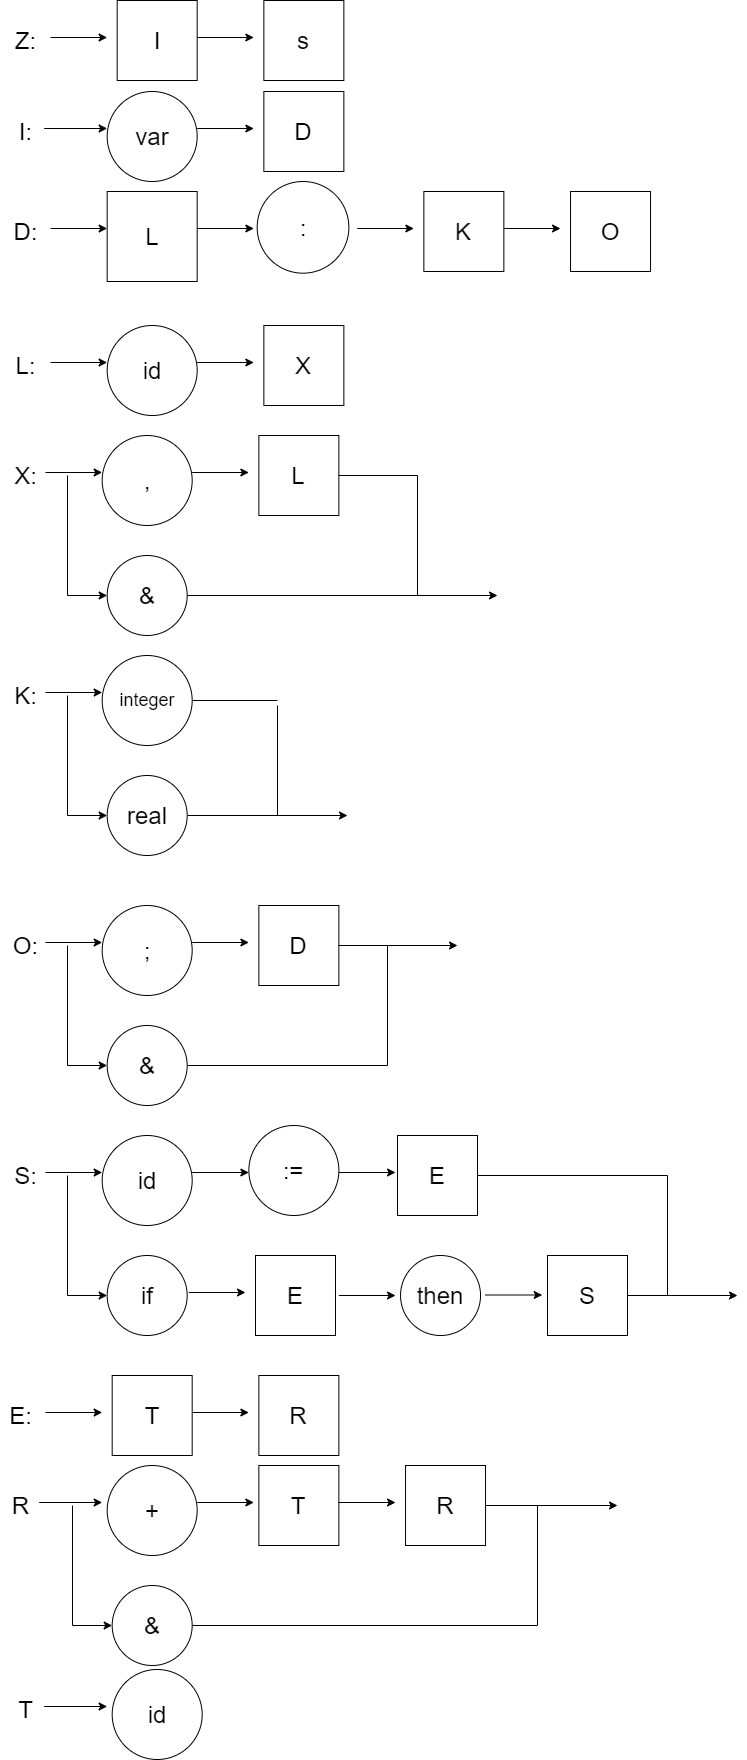 Z: I s
I: var D
D: L : K O
L: id X
X: , L
&
K: integer
real
O: ; D
&
S: id := E
if E then S
E: T R
R + T R
&
T id